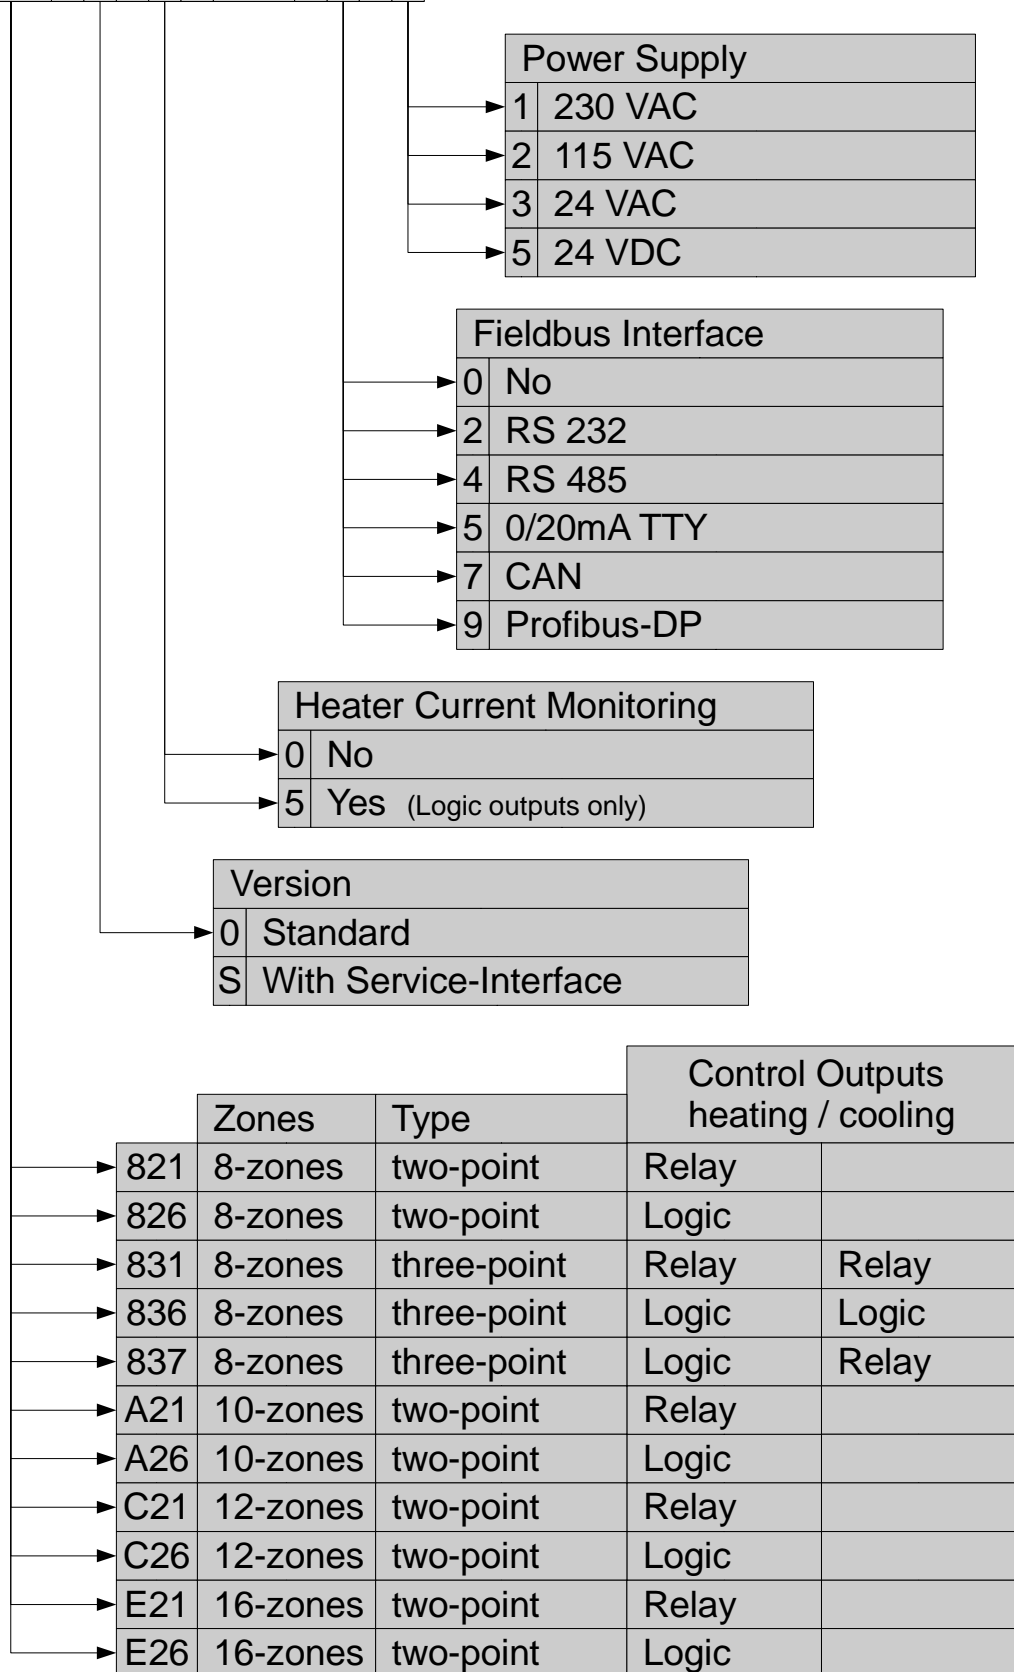 Power Supply
1 230 VAC
2 115 VAC
3 24 VAC
5 24 VDC
Fieldbus Interface
0 No
2 RS 232
4 RS 485
5 0/20mA TTY
7 CAN
9 Profibus-DP
Heater Current Monitoring
0 No
5 Yes (Logic outputs only)
Version
0 Standard
S With Service-Interface
Control Outputs
Zones Type heating / cooling
821 8-zones two-point Relay
826 8-zones two-point Logic
831 8-zones three-point Relay Relay
836 8-zones three-point Logic Logic
837 8-zones three-point Logic Relay
A21 10-zones two-point Relay
A26 10-zones two-point Logic
C21 12-zones two-point Relay
C26 12-zones two-point Logic
E21 16-zones two-point Relay
E26 16-zones two-point Logic